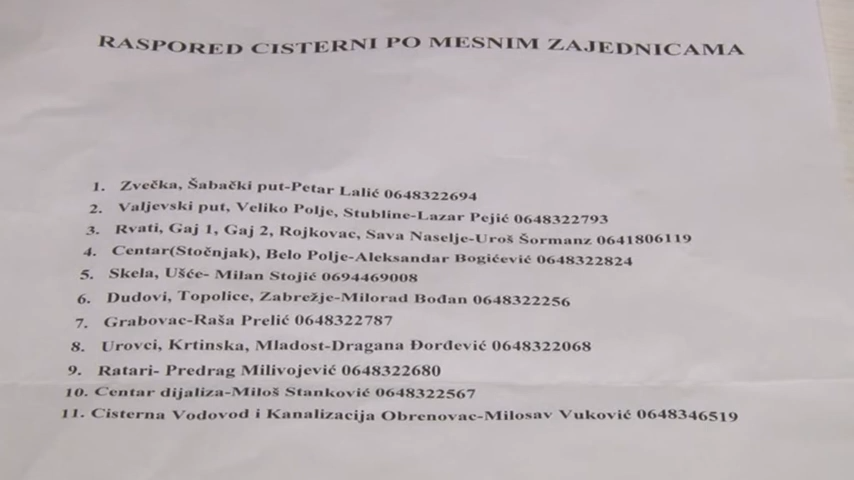 RASPORED CISTERNI PO MESNIM ZAJEDNICAMA
1. Zvečka, Šabački put-Petar Lalić 0648322694
2. Valjevski put, Veliko Polje, Stubline-Lazar Pejić 0648322793
3. Rvati, Gaj 1, Gaj 2, Rojkovac, Sava Naselje-Uroš Šormanz 0641806119
4. Centar(Stočnjak), Belo Polje-Aleksandar Bogićević 0648322824
5. Skela, Ušće- Milan Stojić 0694469008
6. Dudovi, Topolice, Zabrežje-Milorad Bođan 0648322256
7. Grabovac-Raša Prelić 0648322787
8. Urovci, Krtinska, Mladost-Dragana Đorđević 0648322068
9. Ratari- Predrag Milivojević 0648322680
10. Centar dijaliza-Miloš Stanković 0648322567
11. Cisterna Vodovod i Kanalizacija Obrenovac-Milosav Vuković 0648346519